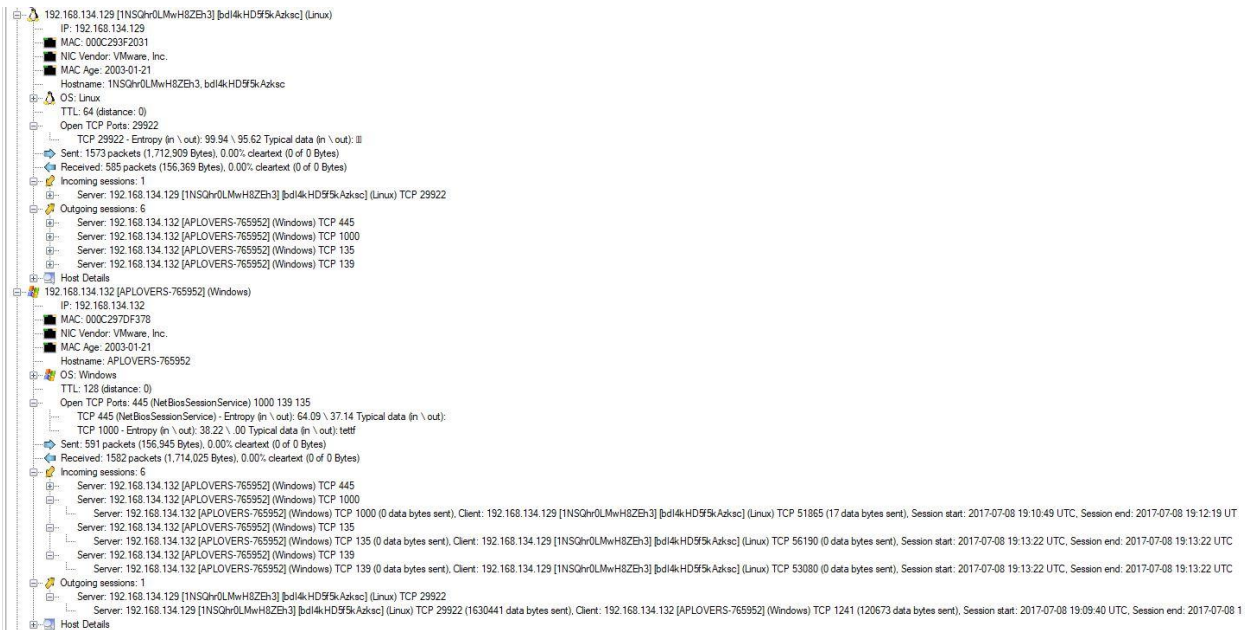 192.168.134.129 [1NSQhr0LMwH8ZEh3] [bdI4kHD5f5kAzksc] (Linux)
IP: 192.168.134.129
MAC: 000C293F2031
NIC Vendor: VMware, Inc.
MAC Age: 2003-01-21
Hostname: 1NSQhr0LMwH8ZEh3, bdI4kHD5f5kAzksc
OS: Linux
TTL: 64 (distance: 0)
Open TCP Ports: 29922
TCP 29922 - Entropy (in \ out): 99.94 \ 95.62 Typical data (in \ out):
Sent: 1573 packets (1,712,909 Bytes), 0.00% cleartext (0 of 0 Bytes)
Received: 585 packets (156,369 Bytes), 0.00% cleartext (0 of 0 Bytes)
Incoming sessions: 1
Server: 192.168.134.129 [1NSQhr0LMwH8ZEh3] [bdI4kHD5f5kAzksc] (Linux) TCP 29922
Outgoing sessions: 6
Server: 192.168.134.132 [APLOVERS-765952] (Windows) TCP 445
Server: 192.168.134.132 [APLOVERS-765952] (Windows) TCP 1000
Server: 192.168.134.132 [APLOVERS-765952] (Windows) TCP 135
Server: 192.168.134.132 [APLOVERS-765952] (Windows) TCP 139
Host Details
192.168.134.132 [APLOVERS-765952] (Windows)
IP: 192.168.134.132
MAC: 000C297DF378
NIC Vendor: VMware, Inc.
MAC Age: 2003-01-21
Hostname: APLOVERS-765952
OS: Windows
TTL: 128 (distance: 0)
Open TCP Ports: 445 (NetBiosSessionService) 1000 139 135
TCP 445 (NetBiosSessionService) - Entropy (in \ out): 64.09 \ 37.14 Typical data (in \ out):
TCP 1000 - Entropy (in \ out): 38.22 \ .00 Typical data (in \ out): tettf
Sent: 591 packets (156,945 Bytes), 0.00% cleartext (0 of 0 Bytes)
Received: 1582 packets (1,714,025 Bytes), 0.00% cleartext (0 of 0 Bytes)
Incoming sessions: 6
Server: 192.168.134.132 [APLOVERS-765952] (Windows) TCP 445
Server: 192.168.134.132 [APLOVERS-765952] (Windows) TCP 1000
Server: 192.168.134.132 [APLOVERS-765952] (Windows) TCP 1000 (0 data bytes sent), Client: 192.168.134.129 [1NSQhr0LMwH8ZEh3] [bdI4kHD5f5kAzksc] (Linux) TCP 51865 (17 data bytes sent), Session start: 2017-07-08 19:10:49 UTC, Session end: 2017-07-08 19:12:19 UT
Server: 192.168.134.132 [APLOVERS-765952] (Windows) TCP 135
Server: 192.168.134.132 [APLOVERS-765952] (Windows) TCP 135 (0 data bytes sent), Client: 192.168.134.129 [1NSQhr0LMwH8ZEh3] [bdI4kHD5f5kAzksc] (Linux) TCP 56190 (0 data bytes sent), Session start: 2017-07-08 19:13:22 UTC, Session end: 2017-07-08 19:13:22 UTC
Server: 192.168.134.132 [APLOVERS-765952] (Windows) TCP 139
Server: 192.168.134.132 [APLOVERS-765952] (Windows) TCP 139 (0 data bytes sent), Client: 192.168.134.129 [1NSQhr0LMwH8ZEh3] [bdI4kHD5f5kAzksc] (Linux) TCP 53080 (0 data bytes sent), Session start: 2017-07-08 19:13:22 UTC, Session end: 2017-07-08 19:13:22 UTC
Outgoing sessions: 1
Server: 192.168.134.129 [1NSQhr0LMwH8ZEh3] [bdI4kHD5f5kAzksc] (Linux) TCP 29922
Server: 192.168.134.129 [1NSQhr0LMwH8ZEh3] [bdI4kHD5f5kAzksc] (Linux) TCP 29922 (1630441 data bytes sent), Client: 192.168.134.132 [APLOVERS-765952] (Windows) TCP 1241 (120673 data bytes sent), Session start: 2017-07-08 19:09:40 UTC, Session end: 2017-07-08 1
Host Details